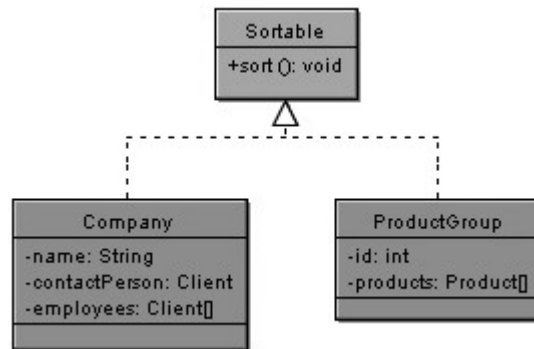 Sortable
+sort (): void
Company
-name: String
-contactPerson: Client
-employees: Client[]
ProductGroup
-id: int
-products: Product[]